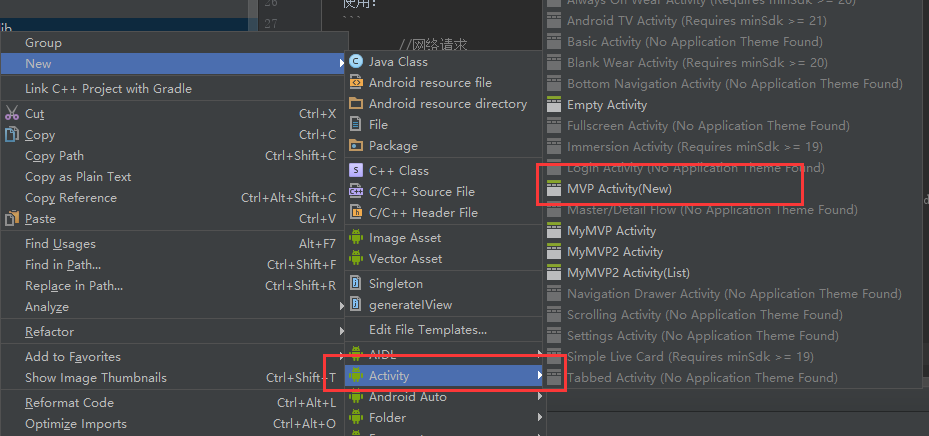 26
使用：
27
```
//网络请求
Group
New
Link C++ Project with Gradle
Cut Ctrl+X
Copy Ctrl+C
Copy Path Ctrl+Shift+C
Copy as Plain Text
Copy Reference Ctrl+Alt+Shift+C
Paste Ctrl+V
Find Usages Alt+F7
Find in Path... Ctrl+Shift+F
Replace in Path... Ctrl+Shift+R
Analyze
Refactor
Add to Favorites
Show Image Thumbnails Ctrl+Shift+T
Reformat Code Ctrl+Alt+L
Optimize Imports Ctrl+Alt+O
Java Class
Android resource file
Android resource directory
File
Package
C++ Class
C/C++ Source File
C/C++ Header File
Image Asset
Vector Asset
Singleton
generateIView
Edit File Templates...
AIDL
Activity
Android Auto
Folder
Always On Wear Activity (Requires minSdk >= 20)
Android TV Activity (Requires minSdk >= 21)
Basic Activity (No Application Theme Found)
Blank Wear Activity (Requires minSdk >= 20)
Bottom Navigation Activity (No Application Theme Found)
Empty Activity
Fullscreen Activity (No Application Theme Found)
Immersion Activity (Requires minSdk >= 19)
Login Activity (No Application Theme Found)
MVP Activity(New)
Master/Detail Flow (No Application Theme Found)
MyMVP Activity
MyMVP2 Activity
MyMVP2 Activity(List)
Navigation Drawer Activity (No Application Theme Found)
Scrolling Activity (No Application Theme Found)
Settings Activity (No Application Theme Found)
Simple Live Card (Requires minSdk >= 19)
Tabbed Activity (No Application Theme Found)